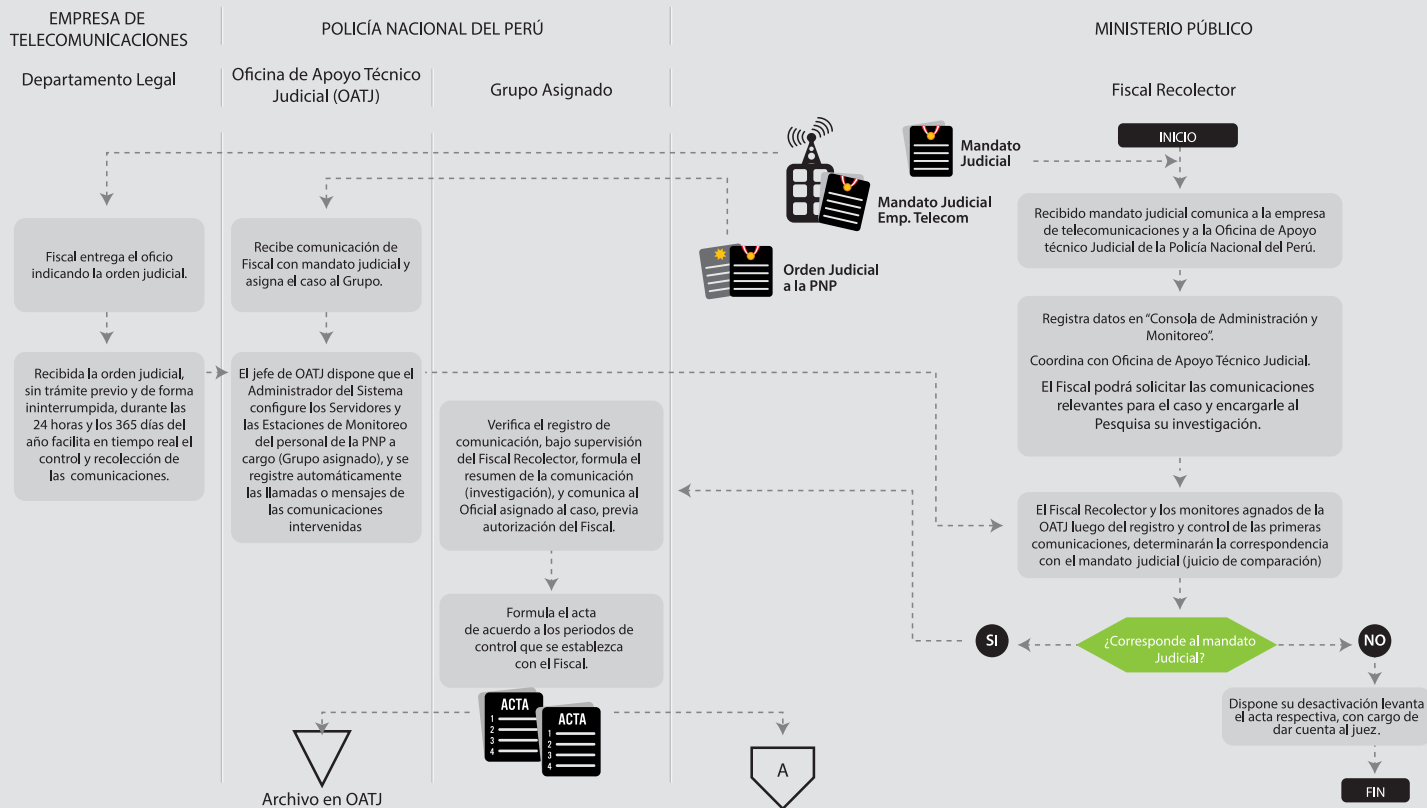 EMPRESA DE
TELECOMUNICACIONES
POLICÍA NACIONAL DEL PERÚ
MINISTERIO PÚBLICO
Departamento Legal
Oficina de Apoyo Técnico
Judicial (OATJ)
Grupo Asignado
Fiscal Recolector
INICIO
Mandato
Judicial
Mandato Judicial
Emp. Telecom
Orden Judicial
a la PNP
Fiscal entrega el oficio
indicando la orden judicial.
Recibida la orden judicial,
sin trámite previo y de forma
ininterrumpida, durante las
24 horas y los 365 días del
año facilita en tiempo real el
control y recolección de
las comunicaciones.
Recibe comunicación de
Fiscal con mandato judicial y
asigna el caso al Grupo.
El jefe de OATJ dispone que el
Administrador del Sistema
configure los Servidores y
las Estaciones de Monitoreo
del personal de la PNP a
cargo (Grupo asignado), y se
registre automáticamente
las llamadas o mensajes de
las comunicaciones
intervenidas
Verifica el registro de
comunicación, bajo supervisión
del Fiscal Recolector, formula el
resumen de la comunicación
(investigación), y comunica al
Oficial asignado al caso, previa
autorización del Fiscal.
Formula el acta
de acuerdo a los periodos de
control que se establezca
con el Fiscal.
ACTA
1
2
3
4
ACTA
1
2
3
4
Archivo en OATJ
A
Recibido mandato judicial comunica a la empresa
de telecomunicaciones y a la Oficina de Apoyo
técnico Judicial de la Policía Nacional del Perú.
Registra datos en “Consola de Administración y
Monitoreo”.
Coordina con Oficina de Apoyo Técnico Judicial.
El Fiscal podrá solicitar las comunicaciones
relevantes para el caso y encargarle al
Pesquisa su investigación.
El Fiscal Recolector y los monitores agnados de la
OATJ luego del registro y control de las primeras
comunicaciones, determinarán la correspondencia
con el mandato judicial (juicio de comparación)
SI
¿Corresponde al mandato
Judicial?
NO
Dispone su desactivación levanta
el acta respectiva, con cargo de
dar cuenta al juez.
FIN